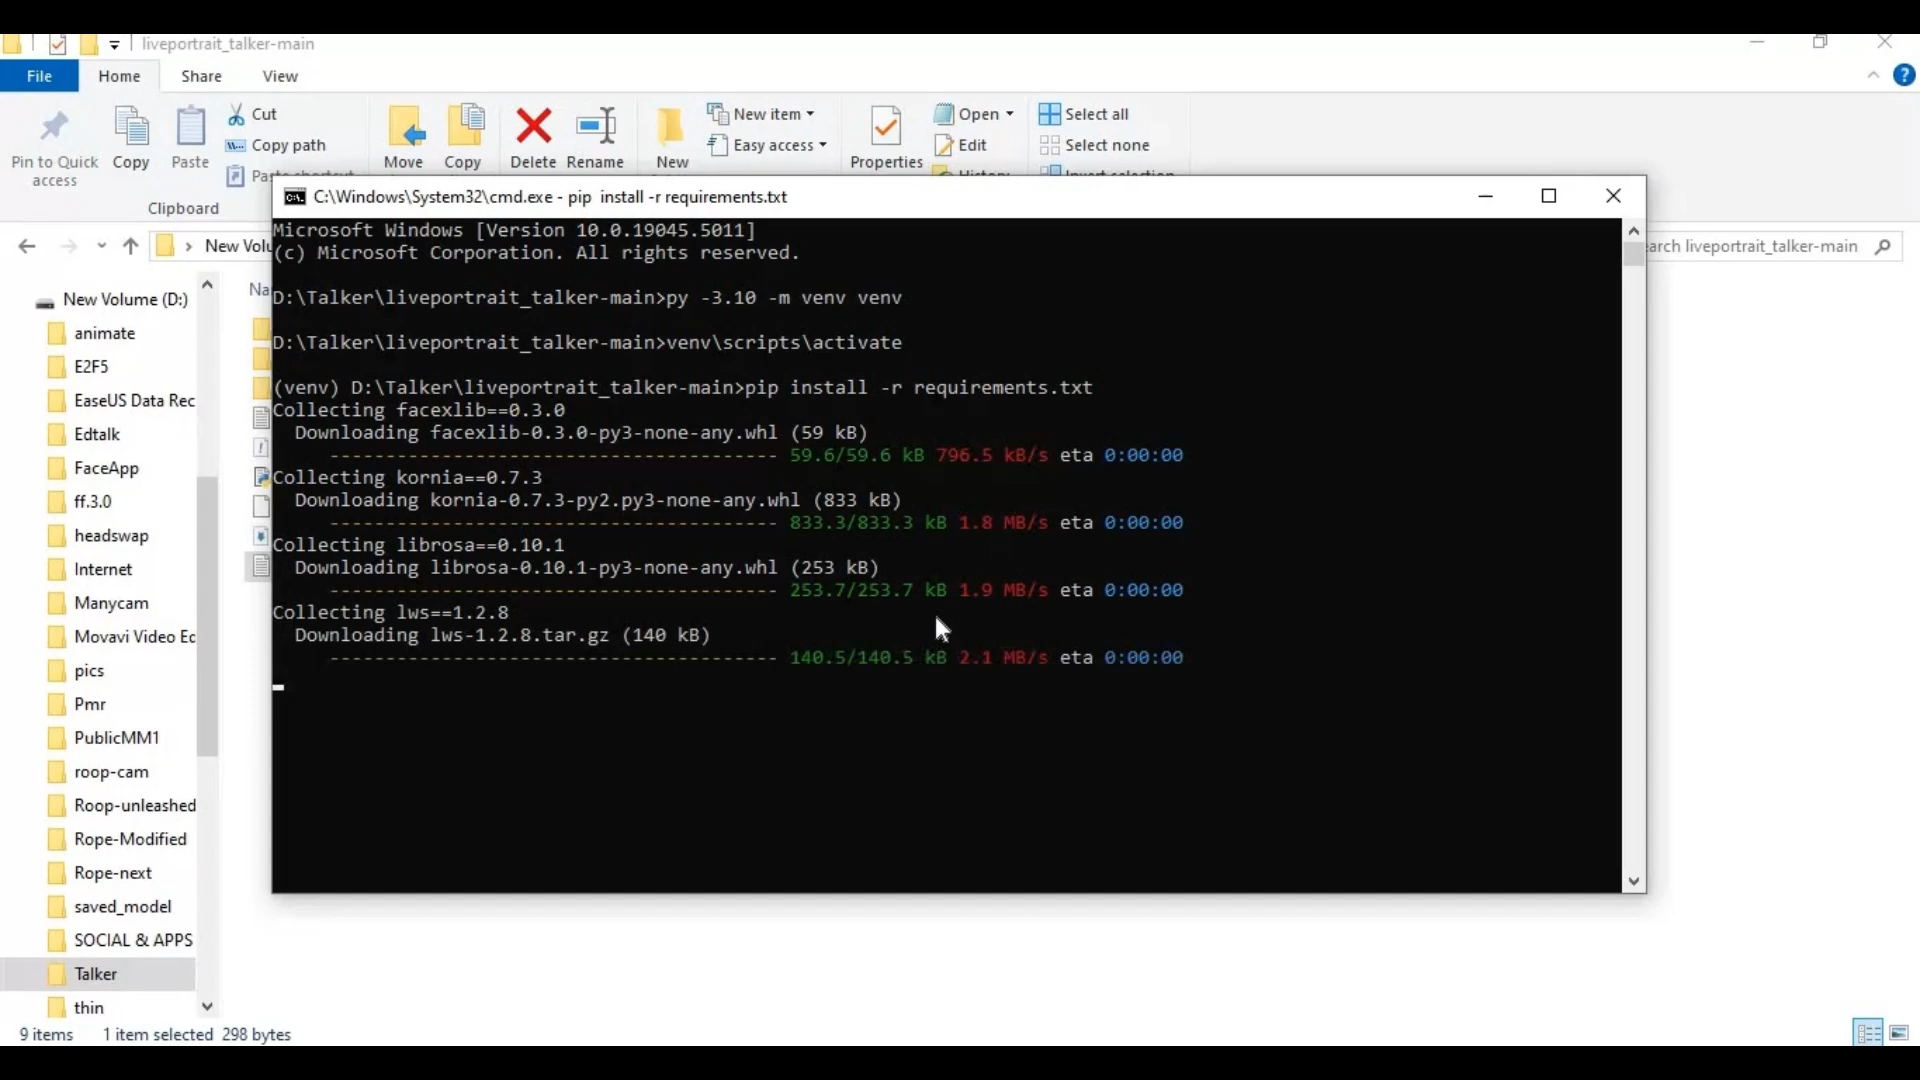 liveportrait_talker-main
File
Home
Share
View
Pin to Quick access
Copy
Paste
Cut
Copy path
Paste shortcut
Move
Copy
Delete
Rename
New
New item
Easy access
Properties
Open
Edit
History
Select all
Select none
Invert selection
Clipboard
New Volu
earch liveportrait_talker-main
C:\Windows\System32\cmd.exe - pip  install -r requirements.txt
Microsoft Windows [Version 10.0.19045.5011]
(c) Microsoft Corporation. All rights reserved.
D:\Talker\liveportrait_talker-main>py -3.10 -m venv venv
D:\Talker\liveportrait_talker-main>venv\scripts\activate
(venv) D:\Talker\liveportrait_talker-main>pip install -r requirements.txt
Collecting facexlib==0.3.0
Downloading facexlib-0.3.0-py3-none-any.whl (59 kB)
---------------------------------------- 59.6/59.6 kB 796.5 kB/s eta 0:00:00
Collecting kornia==0.7.3
Downloading kornia-0.7.3-py2.py3-none-any.whl (833 kB)
---------------------------------------- 833.3/833.3 kB 1.8 MB/s eta 0:00:00
Collecting librosa==0.10.1
Downloading librosa-0.10.1-py3-none-any.whl (253 kB)
---------------------------------------- 253.7/253.7 kB 1.9 MB/s eta 0:00:00
Collecting lws==1.2.8
Downloading lws-1.2.8.tar.gz (140 kB)
---------------------------------------- 140.5/140.5 kB 2.1 MB/s eta 0:00:00
Na
New Volume (D:)
animate
E2F5
EaseUS Data Rec
Edtalk
FaceApp
ff.3.0
headswap
Internet
Manycam
Movavi Video Ec
pics
Pmr
PublicMM1
roop-cam
Roop-unleashed
Rope-Modified
Rope-next
saved_model
SOCIAL & APPS
Talker
thin
9 items
1 item selected 298 bytes